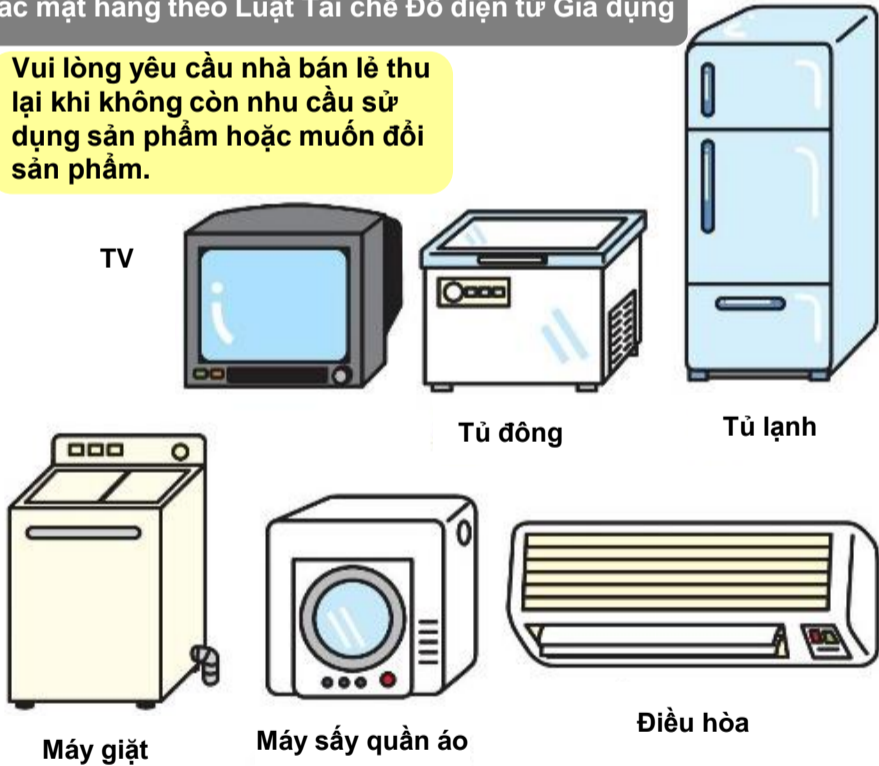 mặt hàng theo Luật Tái chế Đồ điện tử Gia dụng
Vui lòng yêu cầu nhà bán lẻ thu
lại khi không còn nhu cầu sử
dụng sản phẩm hoặc muốn đổi
sản phẩm.
TV
Tủ đông
Tủ lạnh
Máy giặt
Máy sấy quần áo
Điều hòa